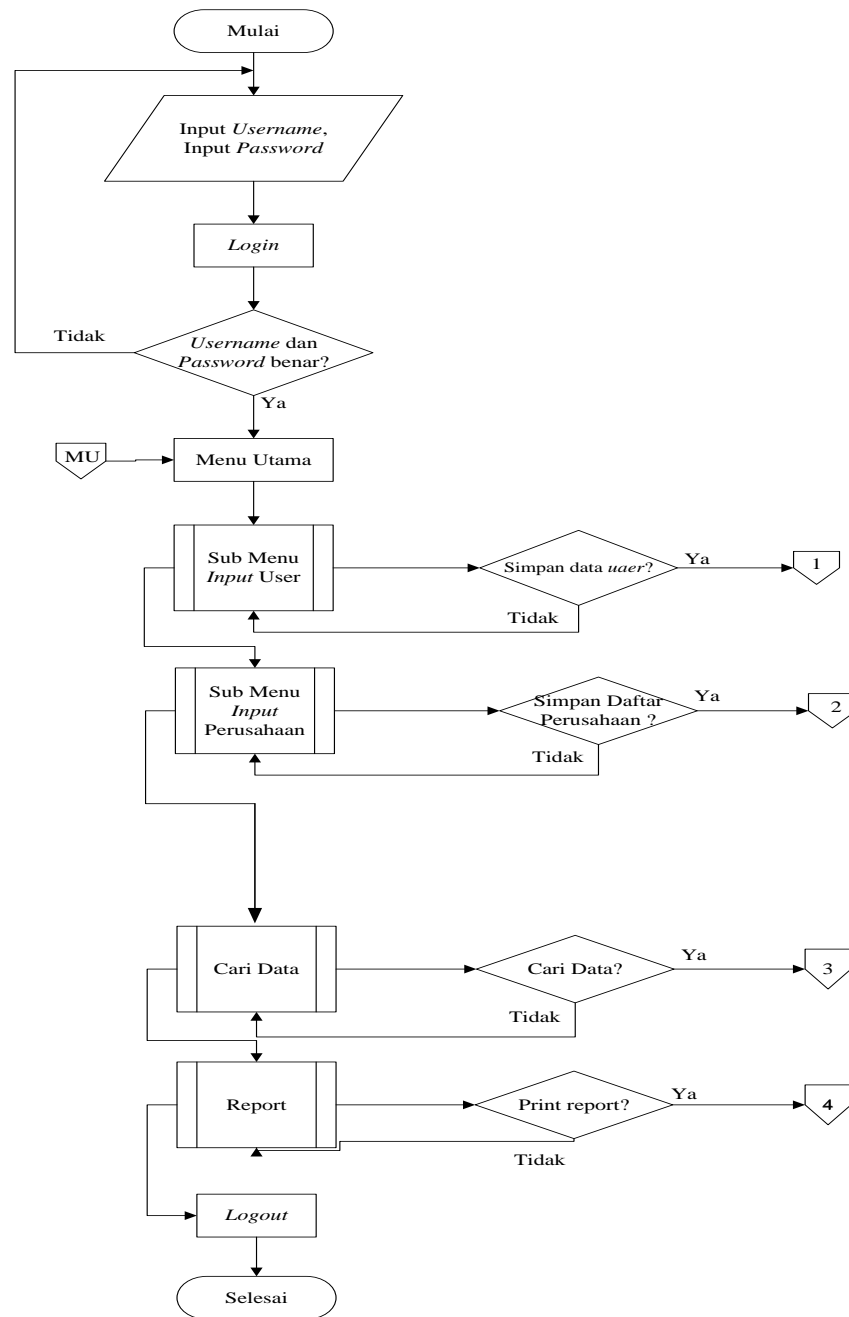 Mulai
Input Username,
Input Password
Login
Tidak
Username dan
Password benar?
Ya
MU
Menu Utama
Sub Menu
Input User
Simpan data uaer?
Ya
1
Tidak
Sub Menu
Input
Perusahaan
Simpan Daftar
Perusahaan ?
Ya
2
Tidak
Cari Data
Cari Data?
Ya
3
Tidak
Report
Print report?
Ya
4
Tidak
Logout
Selesai